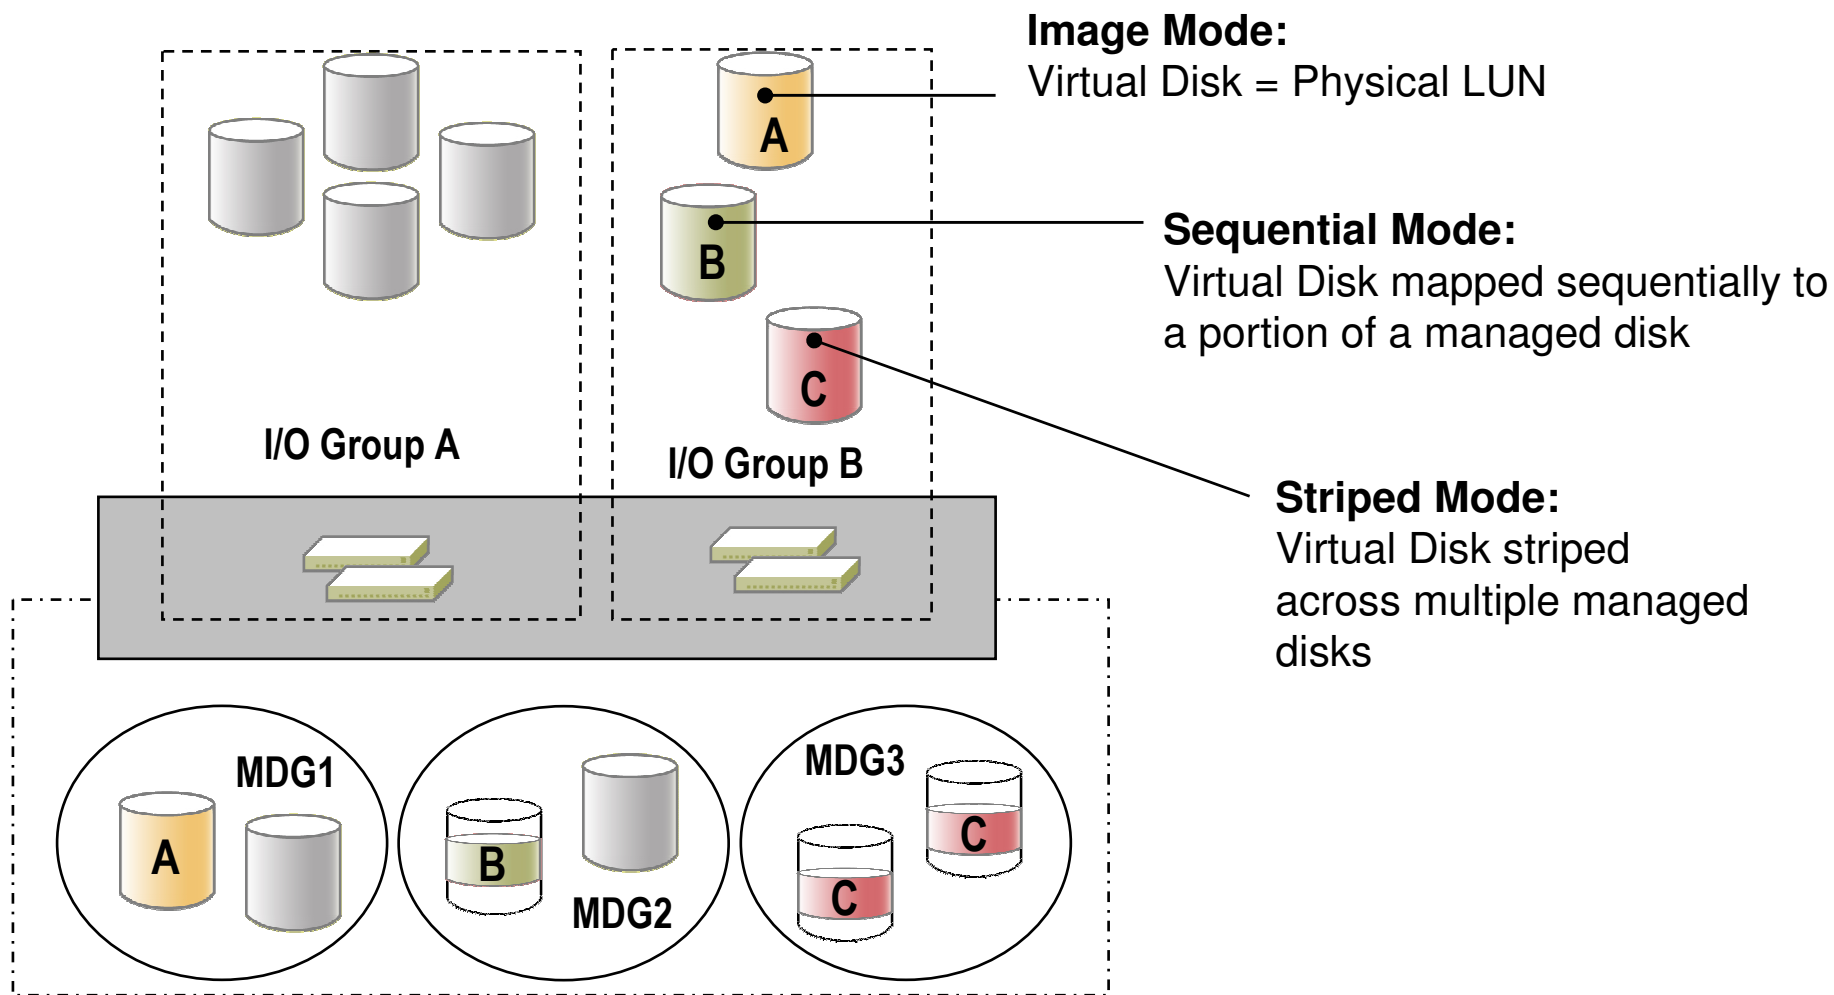 Image Mode:
Virtual Disk = Physical LUN
A
B
C
Sequential Mode:
Virtual Disk mapped sequentially to
a portion of a managed disk
I/O Group A
I/O Group B
Striped Mode:
Virtual Disk striped
across multiple managed
disks
MDG1
A
B
MDG2
MDG3
C
C